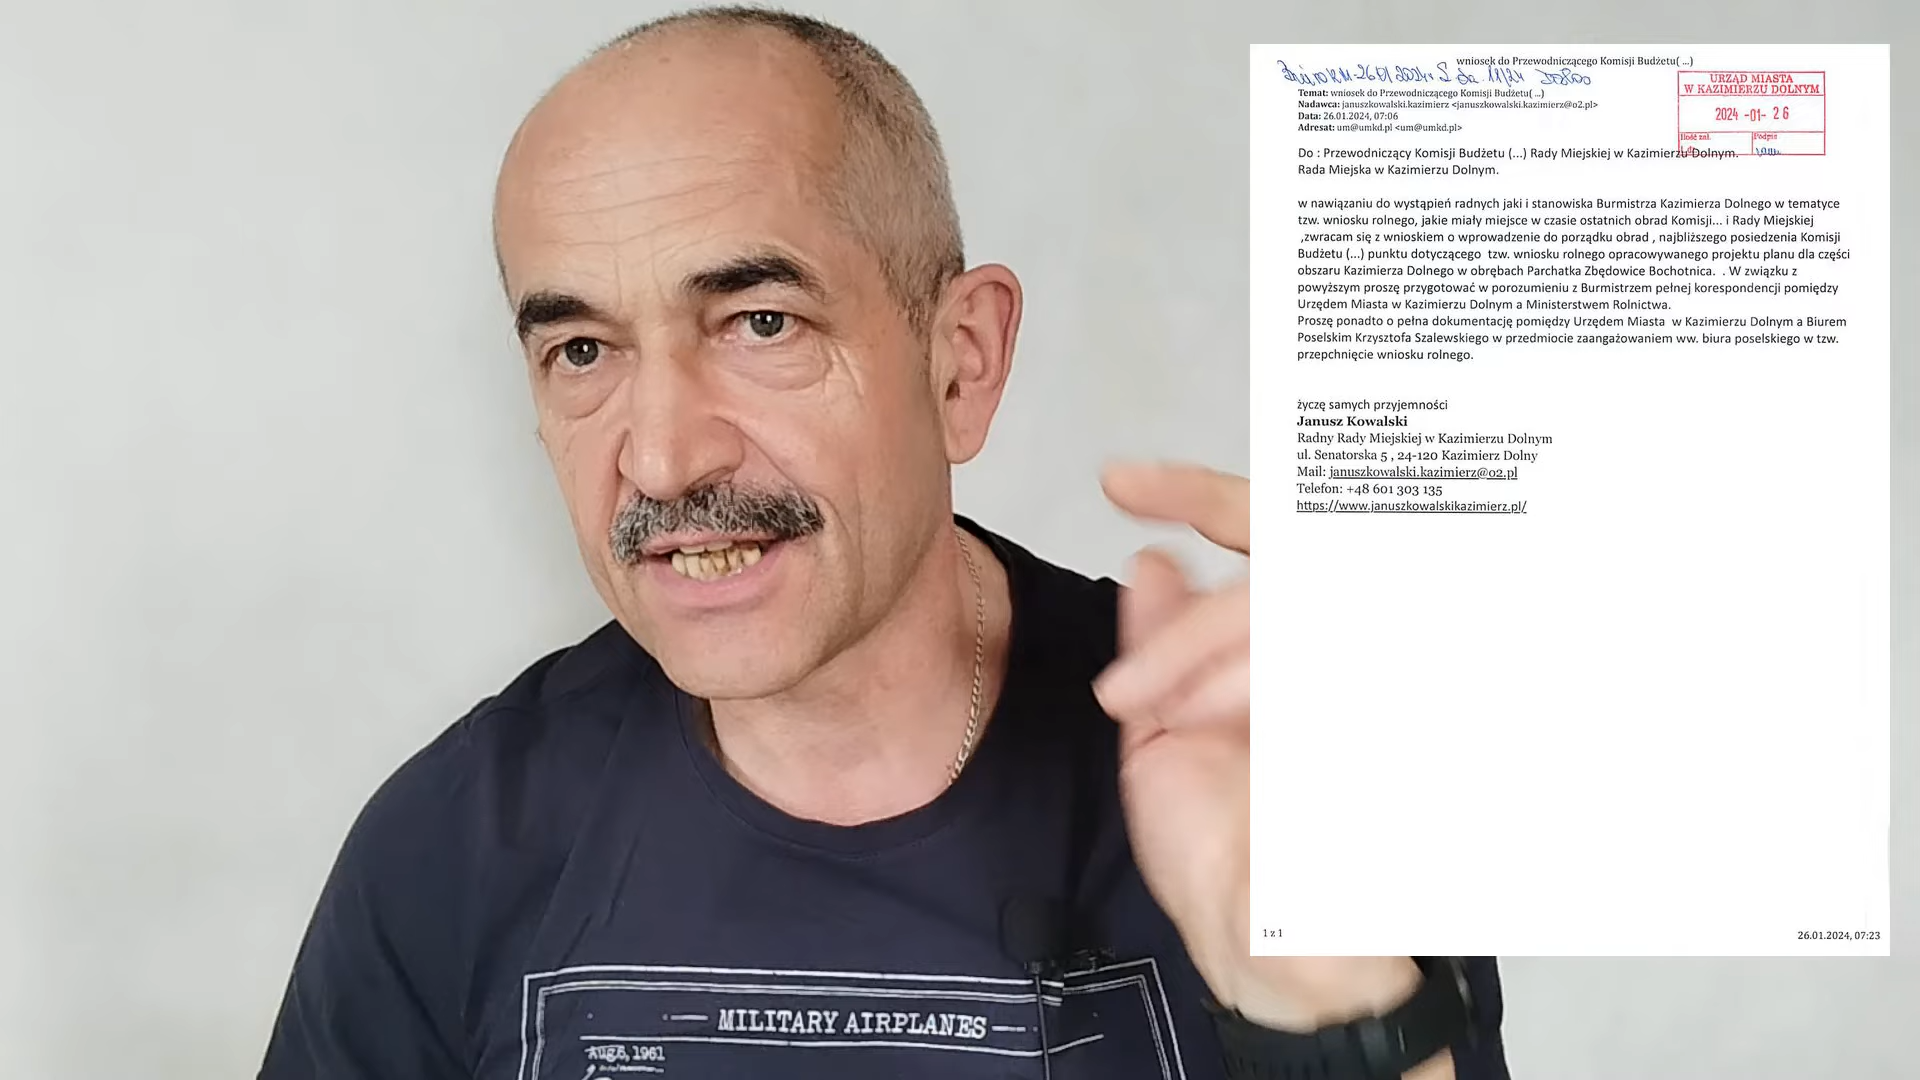 wniosek do Przewodniczącego Komisji Budżetu( ...)
URZĄD MIASTA
W KAZIMIERZU DOLNYM
2024 -01- 26
Ilość zał.
Podpis
Temat: wniosek do Przewodniczącego Komisji Budżetu( ...)
Nadawca: januszkowalski.kazimierz <januszkowalski.kazimierz@o2.pl>
Data: 26.01.2024, 07:06
Adresat: um@umkd.pl <um@umkd.pl>
Do : Przewodniczący Komisji Budżetu (...) Rady Miejskiej w Kazimierzu Dolnym.
Rada Miejska w Kazimierzu Dolnym.
w nawiązaniu do wystąpień radnych jaki i stanowiska Burmistrza Kazimierza Dolnego w tematyce
tzw. wniosku rolnego, jakie miały miejsce w czasie ostatnich obrad Komisji... i Rady Miejskiej
,zwracam się z wnioskiem o wprowadzenie do porządku obrad , najbliższego posiedzenia Komisji
Budżetu (...) punktu dotyczącego tzw. wniosku rolnego opracowywanego projektu planu dla części
obszaru Kazimierza Dolnego w obrębach Parchatka Zbędowice Bochotnica. . W związku z
powyższym proszę przygotować w porozumieniu z Burmistrzem pełnej korespondencji pomiędzy
Urzędem Miasta w Kazimierzu Dolnym a Ministerstwem Rolnictwa.
Proszę ponadto o pełna dokumentację pomiędzy Urzędem Miasta w Kazimierzu Dolnym a Biurem
Poselskim Krzysztofa Szalewskiego w przedmiocie zaangażowaniem ww. biura poselskiego w tzw.
przepchnięcie wniosku rolnego.
życzę samych przyjemności
Janusz Kowalski
Radny Rady Miejskiej w Kazimierzu Dolnym
ul. Senatorska 5 , 24-120 Kazimierz Dolny
Mail: januszkowalski.kazimierz@o2.pl
Telefon: +48 601 303 135
https://www.januszkowalskikazimierz.pl/
1 z 1
26.01.2024, 07:23
MILITARY AIRPLANES
Aug 6, 1961